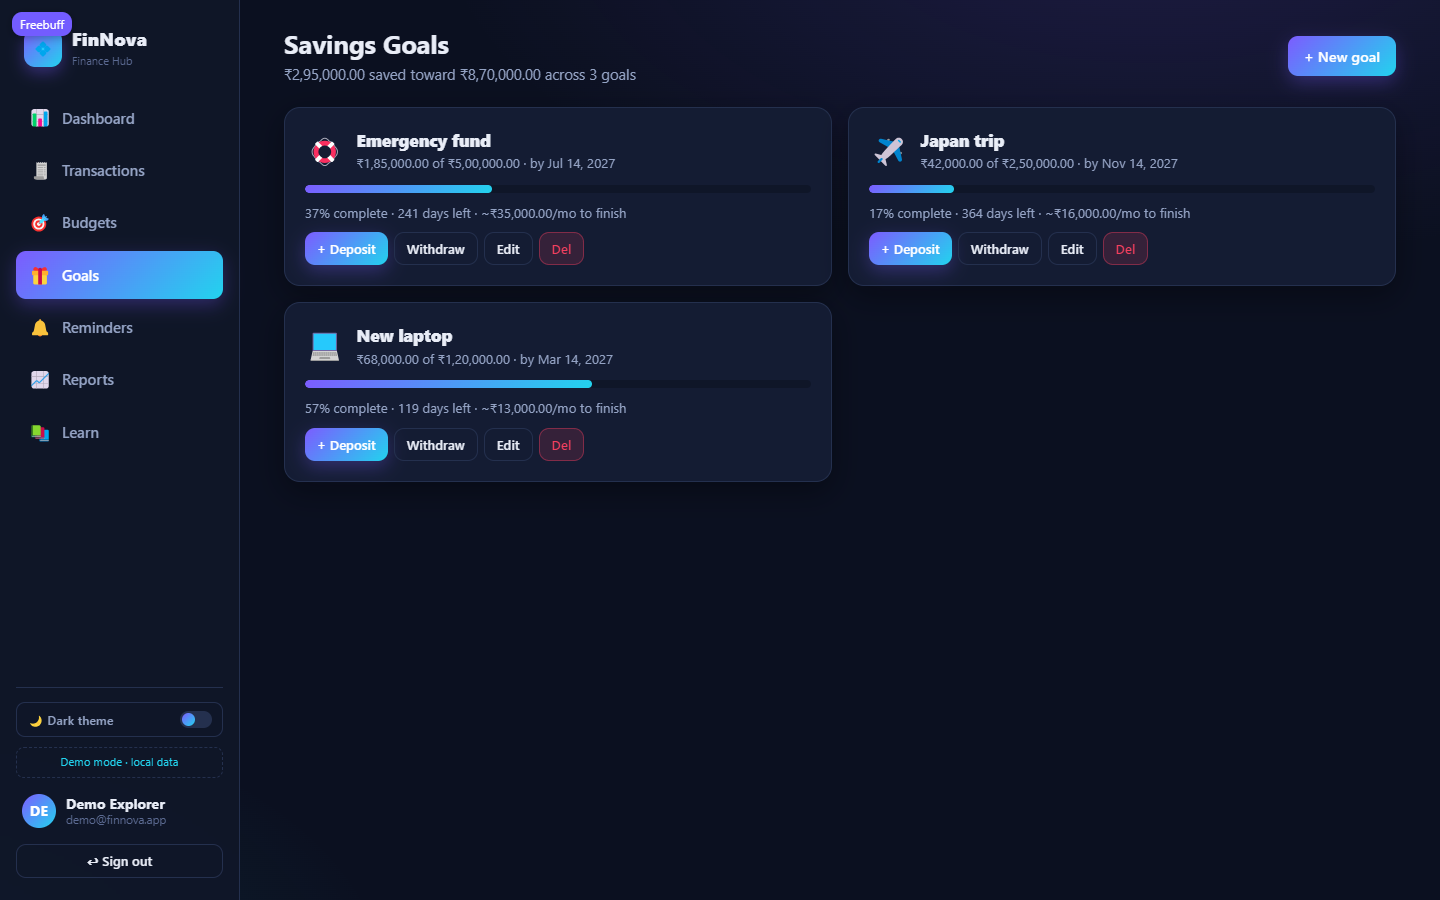 Freebuff
FinNova
Finance Hub
Dashboard
Transactions
Budgets
Goals
Reminders
Reports
Learn
Dark theme
Demo mode · local data
DE
Demo Explorer
demo@finnova.app
↩ Sign out
Savings Goals
₹2,95,000.00 saved toward ₹8,70,000.00 across 3 goals
+ New goal
Emergency fund
₹1,85,000.00 of ₹5,00,000.00 · by Jul 14, 2027
37% complete · 241 days left · ~₹35,000.00/mo to finish
+ Deposit Withdraw Edit Del
Japan trip
₹42,000.00 of ₹2,50,000.00 · by Nov 14, 2027
17% complete · 364 days left · ~₹16,000.00/mo to finish
+ Deposit Withdraw Edit Del
New laptop
₹68,000.00 of ₹1,20,000.00 · by Mar 14, 2027
57% complete · 119 days left · ~₹13,000.00/mo to finish
+ Deposit Withdraw Edit Del